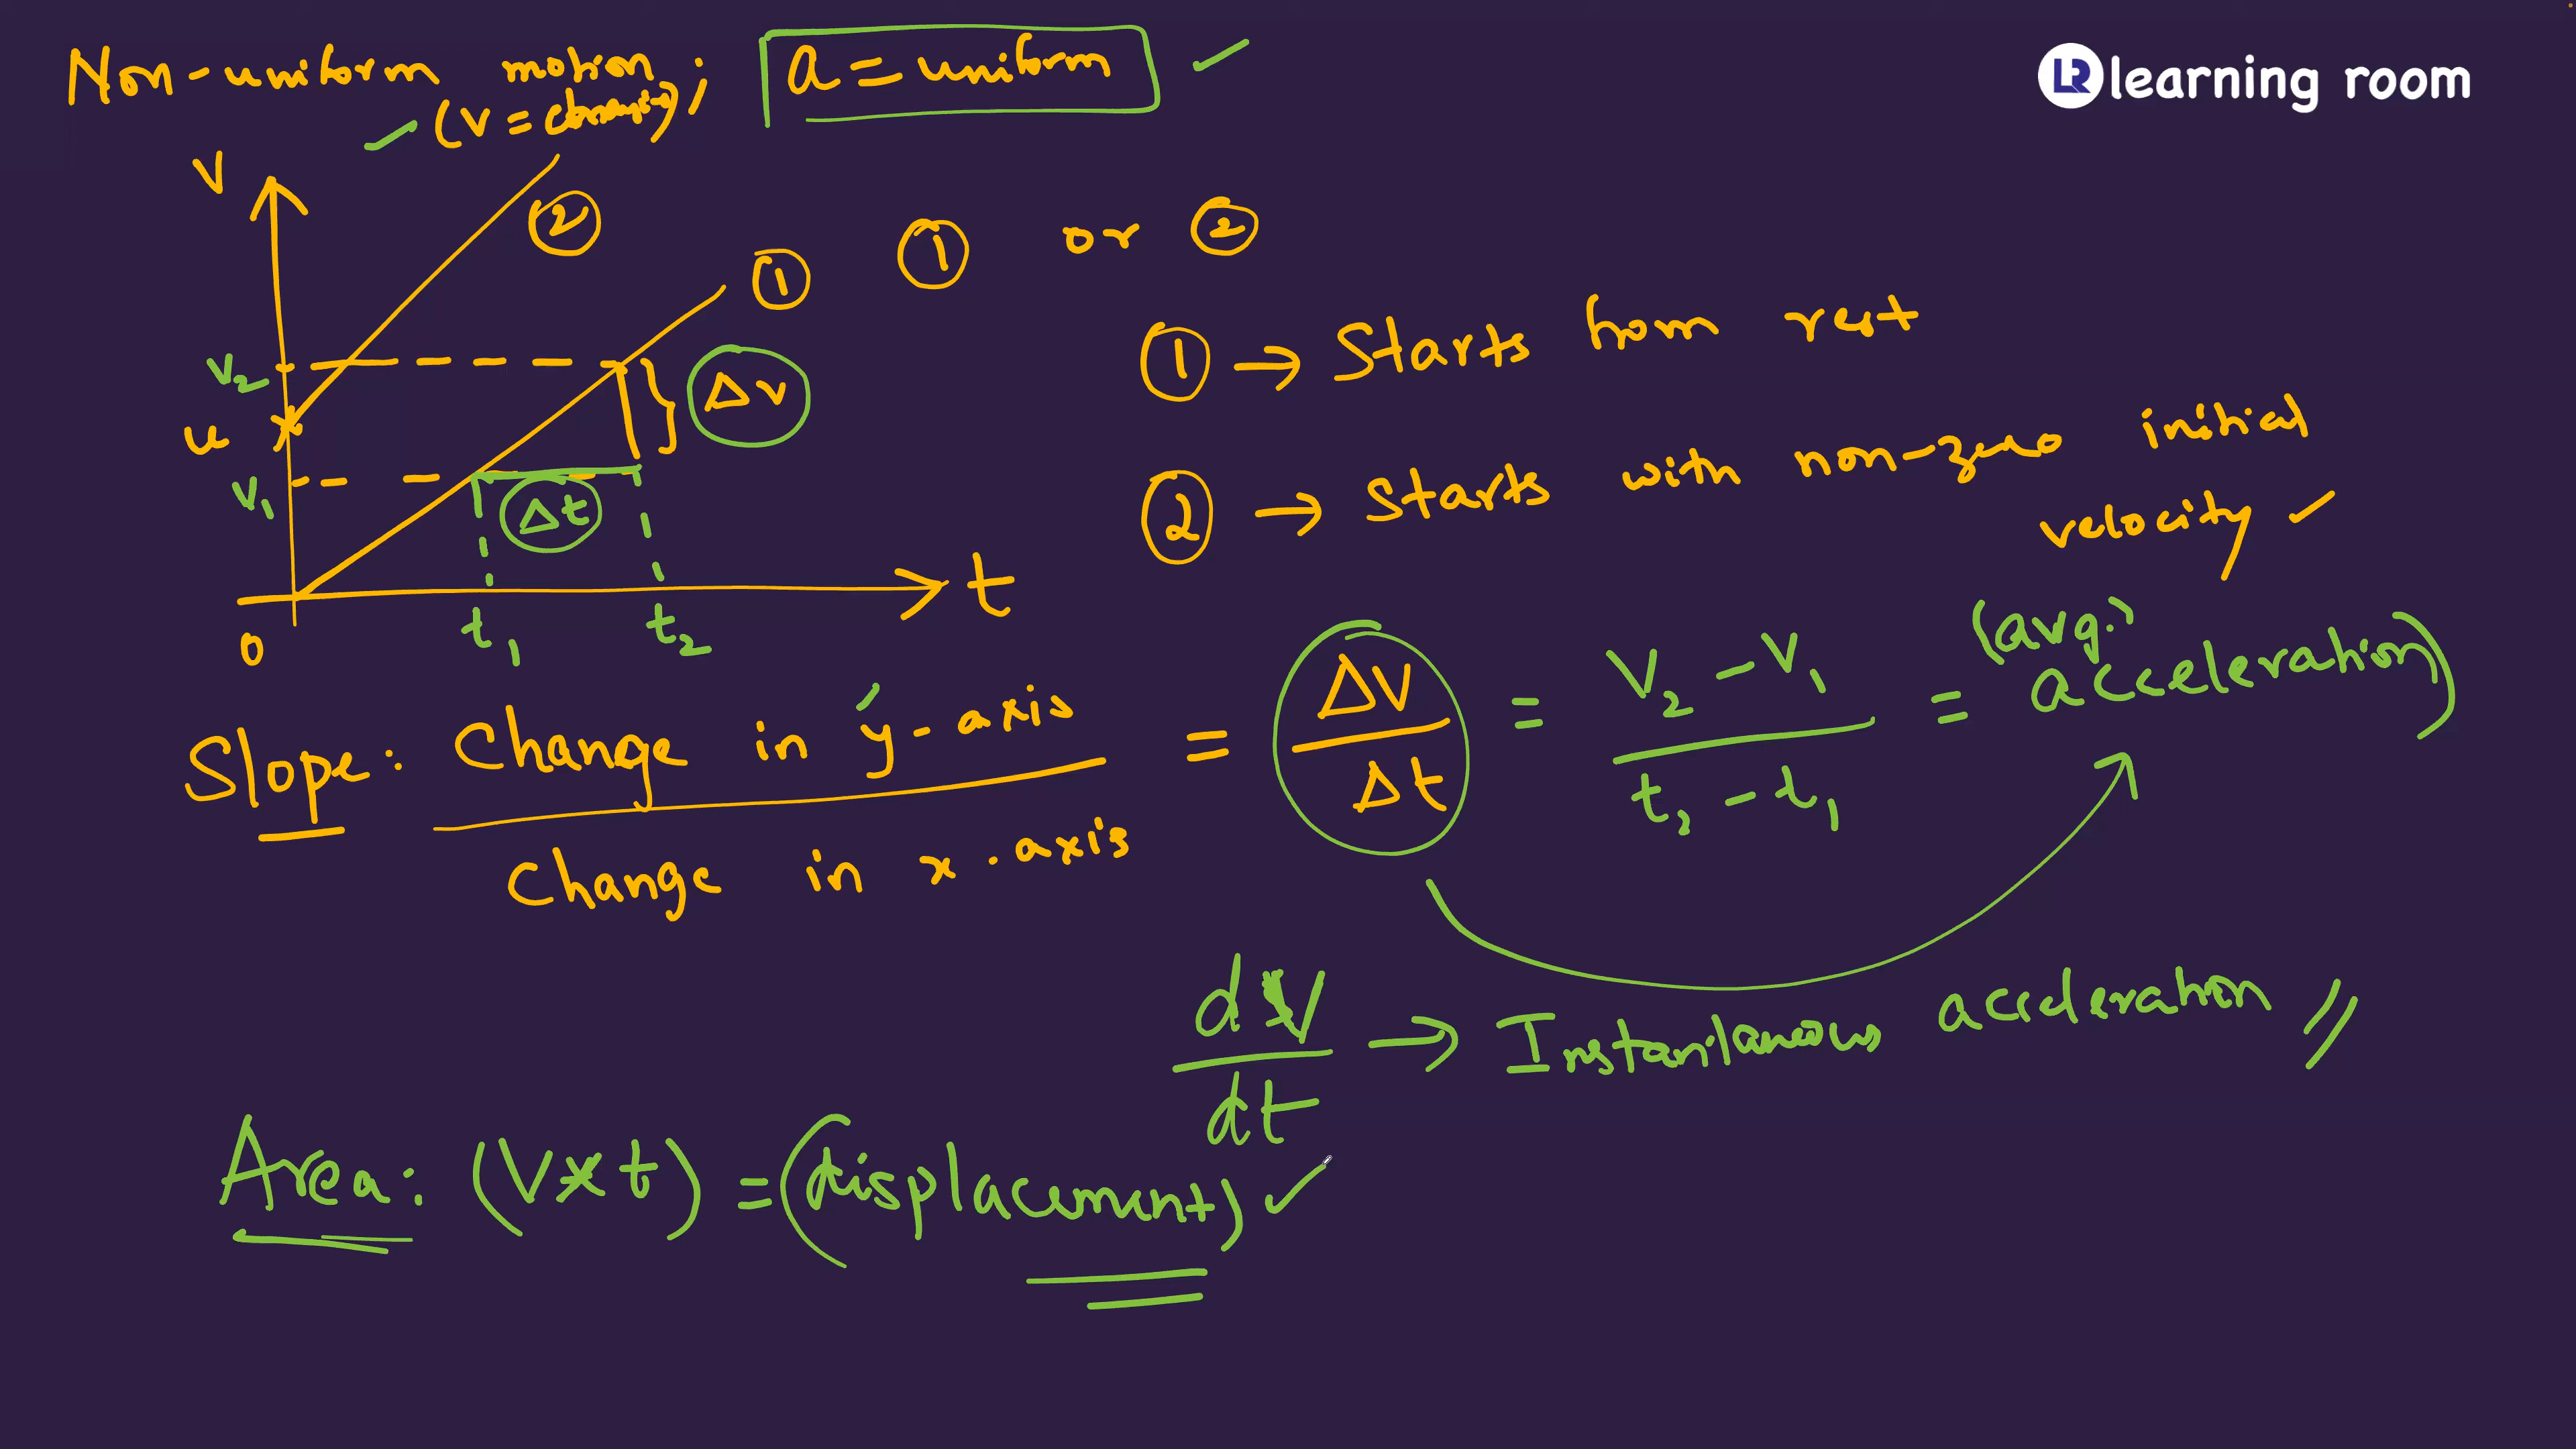 Non-uniform motion; a = uniform
(v = changing)
learning room
V
②
① ① or ②
① → Starts from rest
V₂
Δv
u
② → Starts with non-zero initial
velocity
V₁
Δt
t
0
t₁ t₂
Slope: Change in y-axis / Change in x-axis = ΔV / Δt = V₂ - V₁ / t₂ - t₁ = (avg. acceleration)
dV / dt → Instantaneous acceleration
Area: (V × t) = (displacement)